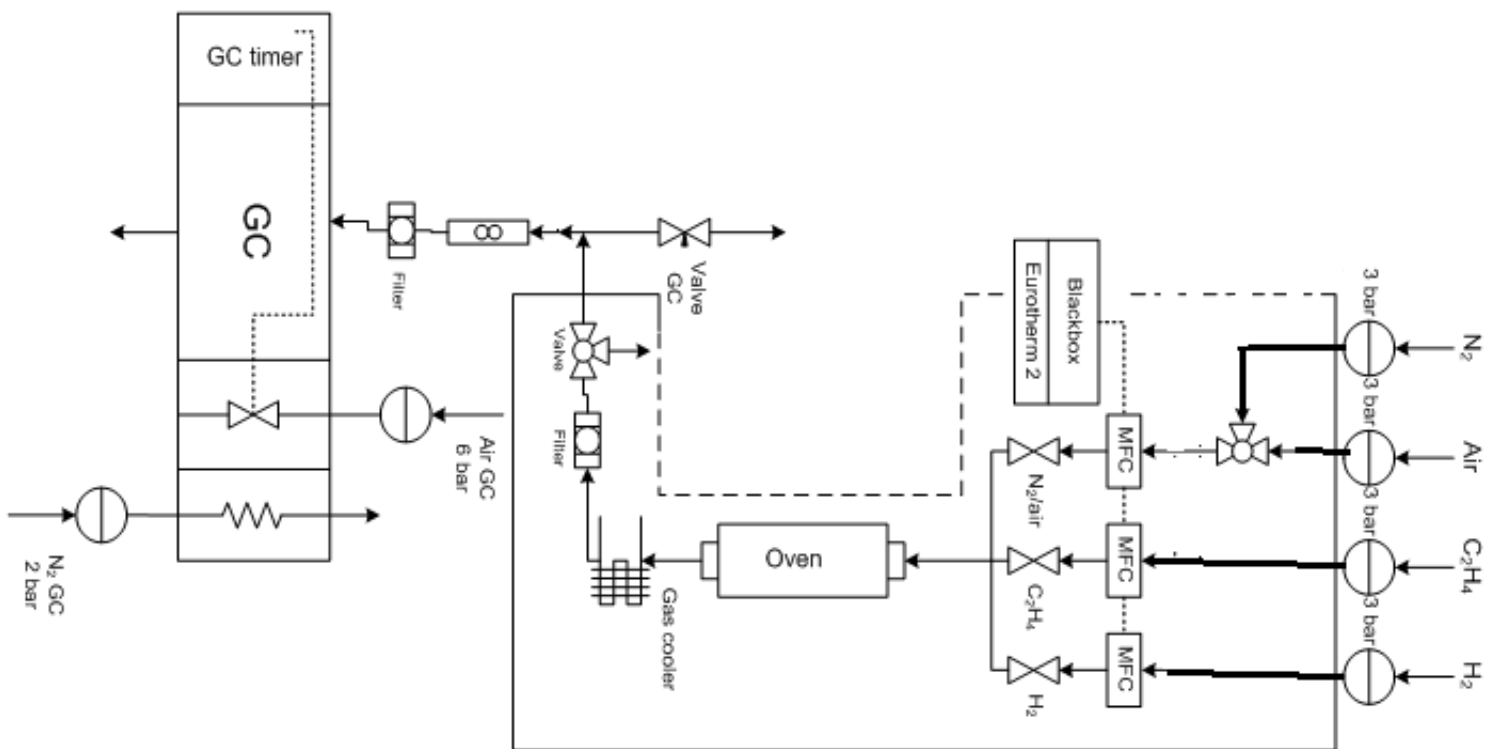 GC timer
GC
Filter
Valve
GC
Valve
Filter
Air GC
6 bar
N₂ GC
2 bar
Gas cooler
Oven
Blackbox
Eurotherm 2
MFC
MFC
MFC
N₂/air
C₂H₄
H₂
3 bar
3 bar
3 bar
3 bar
N₂
Air
C₂H₄
H₂